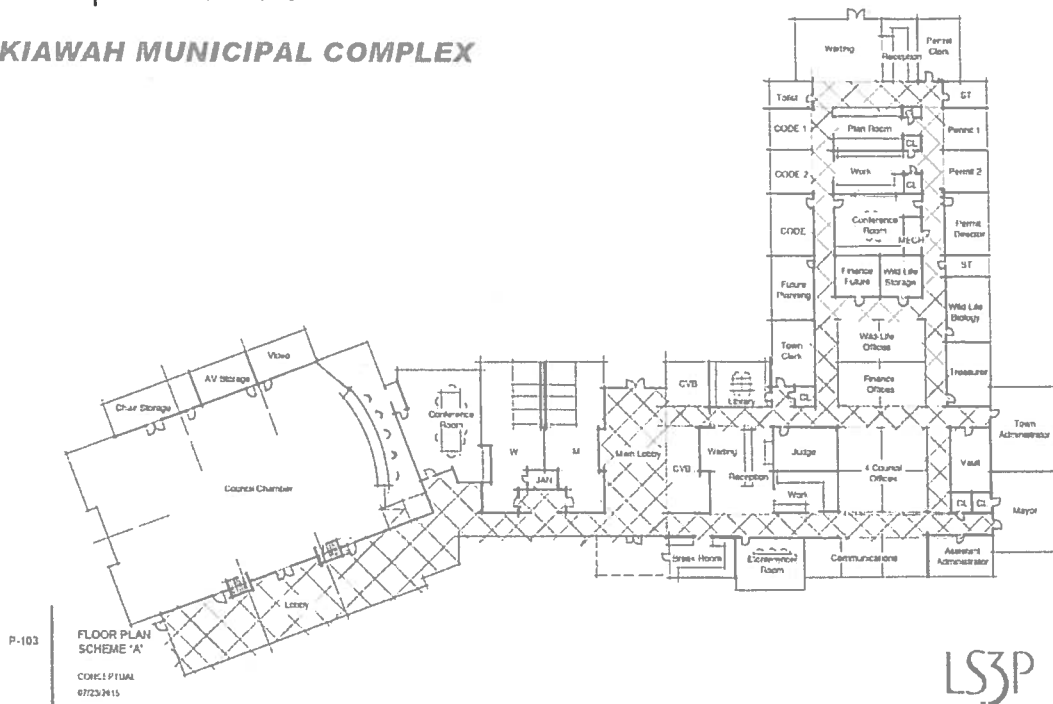 KIAWAH MUNICIPAL COMPLEX
Waiting
Reception
Permit
Clerk
Toilet
ST
CODE 1
Plan Room
Permit 1
CL
CODE 2
Work
Permit 2
CL
CODE
Conference
Room
MECH
Permit
Director
ST
Future
Planning
Finance
Future
Wild Life
Storage
Wild Life
Biology
Town
Clerk
Wild Life
Offices
Finance
Offices
Treasurer
Video
AV Storage
Chair Storage
Conference
Room
CVB
Library
CL
Town
Administrator
Council Chamber
W
M
Main Lobby
CVB
Waiting
Reception
Judge
4 Council
Offices
Vault
JAN
Work
CL
CL
Mayor
Lobby
Break Room
Conference
Room
Communications
Assistant
Administrator
P-103
FLOOR PLAN
SCHEME "A"
CONCEPTUAL
07/23/2015
LS3P